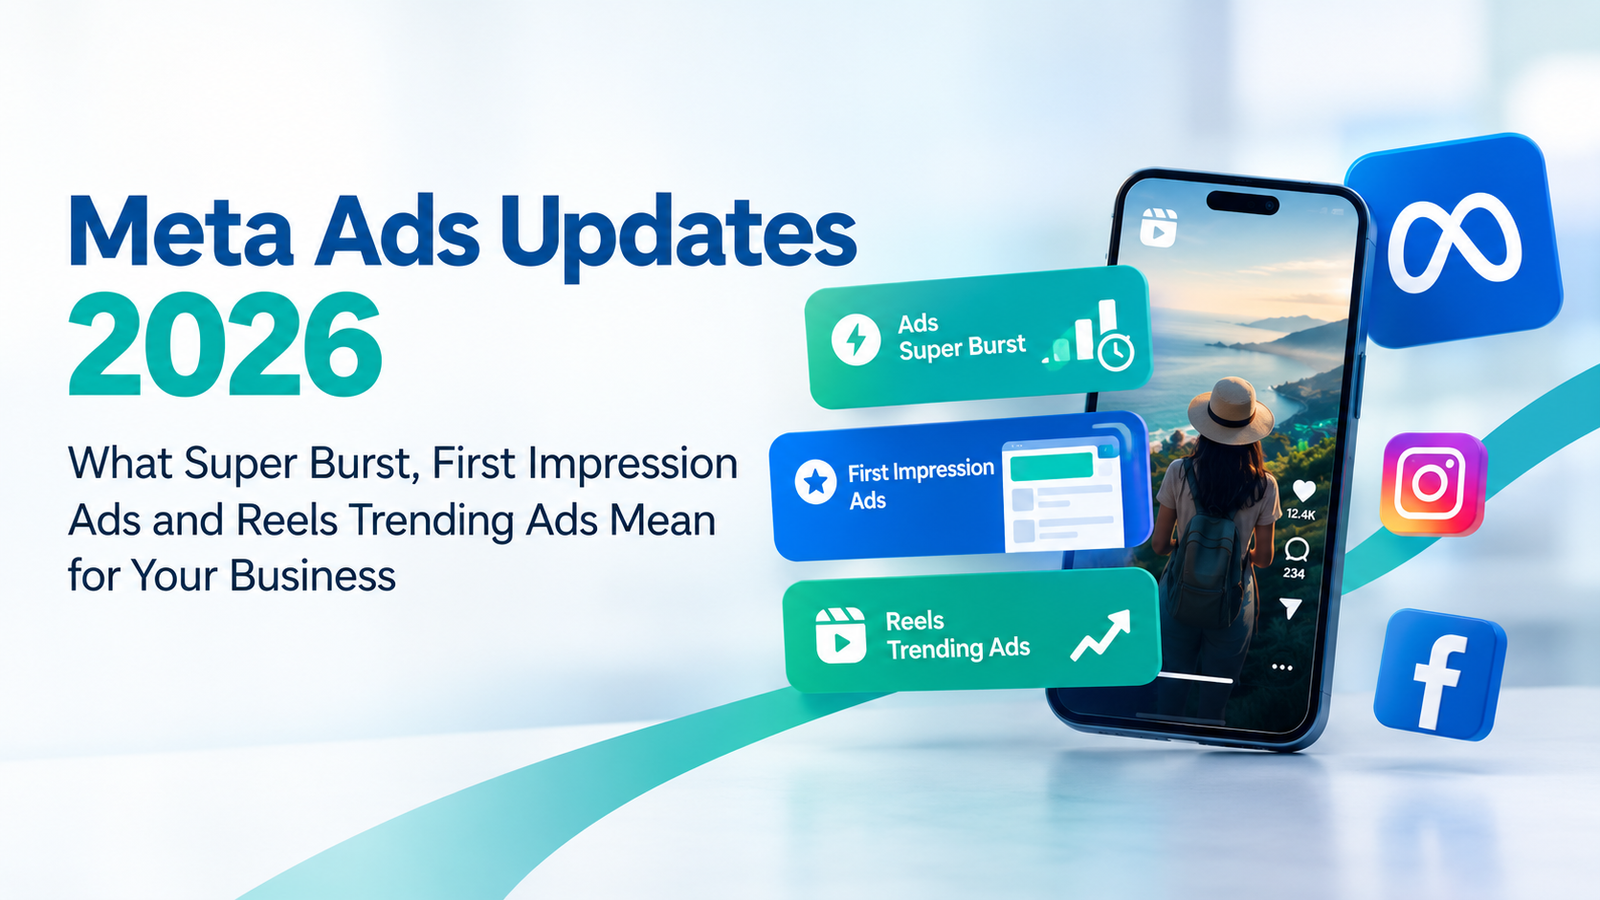 Meta Ads Updates
2026
What Super Burst, First Impression
Ads and Reels Trending Ads Mean
for Your Business
Ads
Super Burst
First Impression
Ads
Reels
Trending Ads
12.4K
234